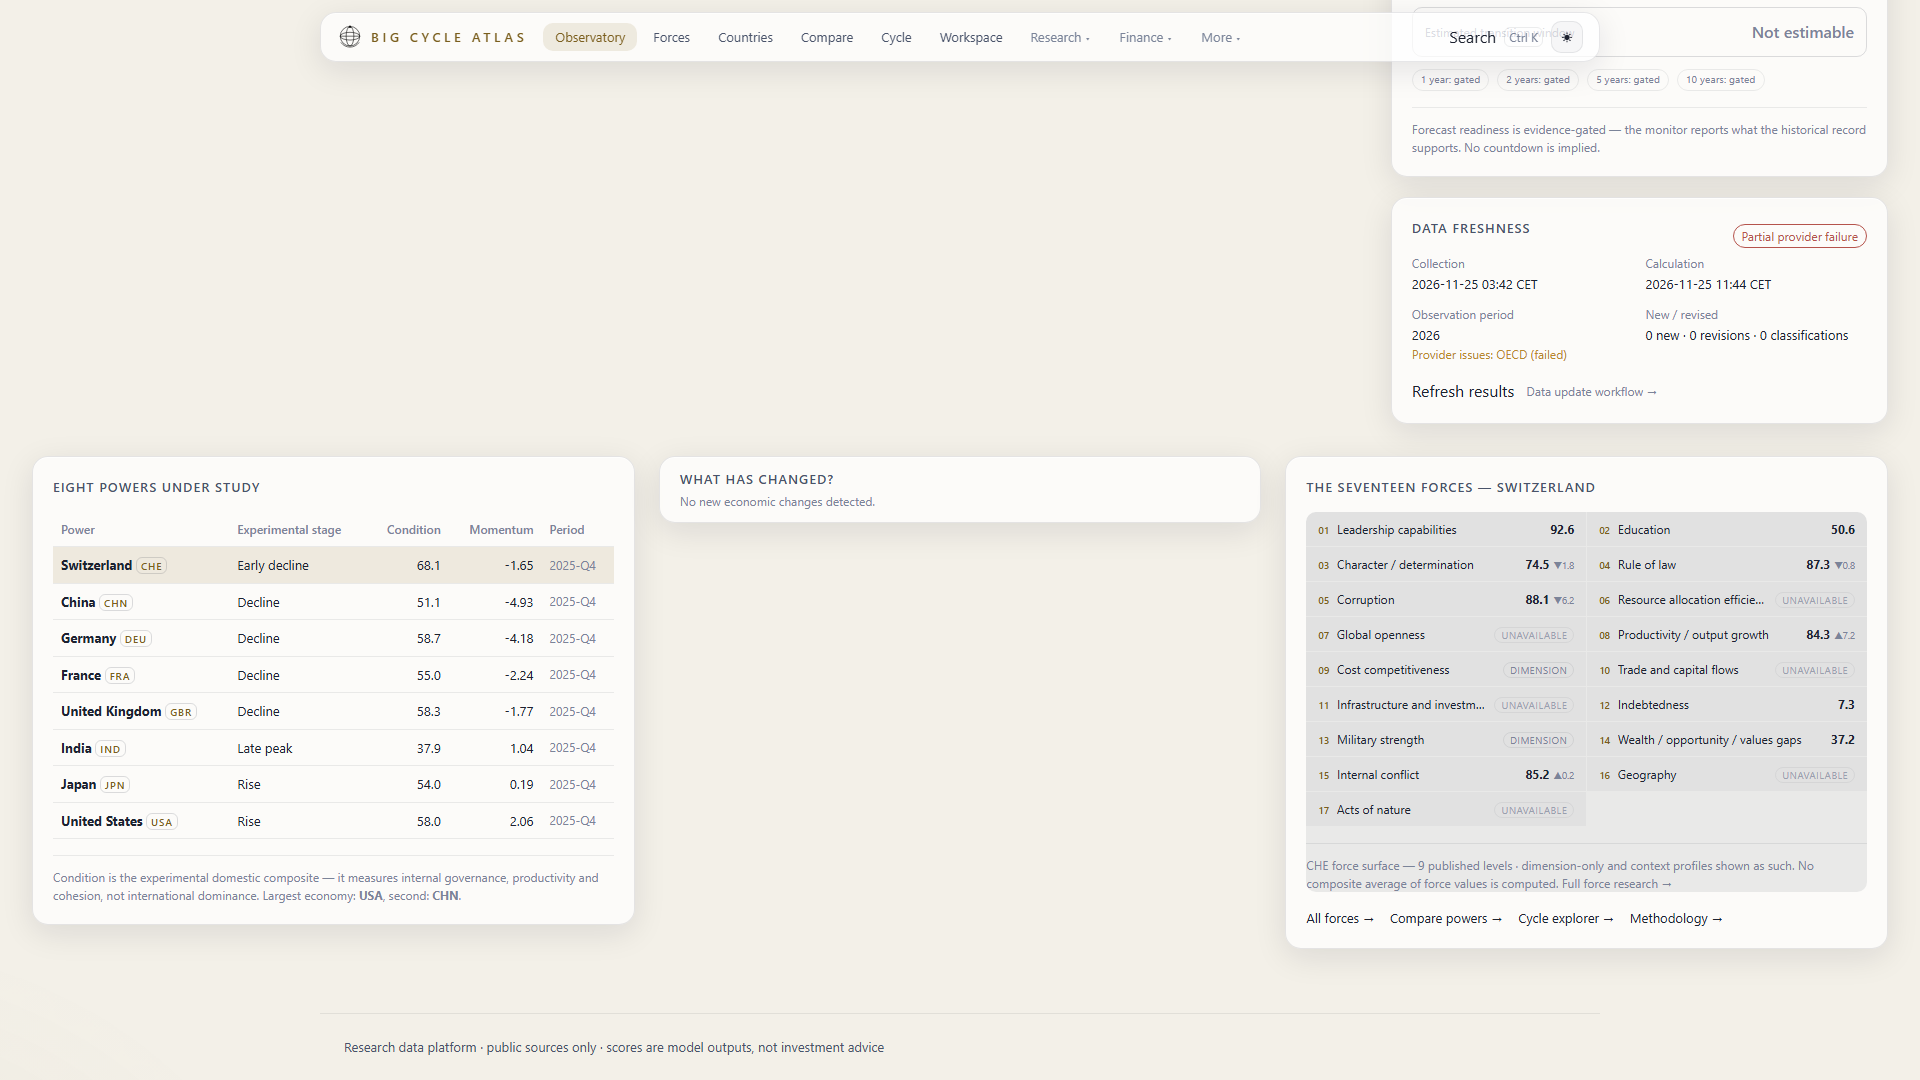 BIG CYCLE ATLAS Observatory Forces Countries Compare Cycle Workspace Research Finance More Search Ctrl K
Not estimable
1 year: gated 2 years: gated 5 years: gated 10 years: gated
Forecast readiness is evidence-gated — the monitor reports what the historical record
supports. No countdown is implied.
DATA FRESHNESS
Partial provider failure
Collection Calculation
2026-11-25 03:42 CET 2026-11-25 11:44 CET
Observation period New / revised
2026 0 new · 0 revisions · 0 classifications
Provider issues: OECD (failed)
Refresh results Data update workflow →
EIGHT POWERS UNDER STUDY
Power Experimental stage Condition Momentum Period
Switzerland CHE Early decline 68.1 -1.65 2025-Q4
China CHN Decline 51.1 -4.93 2025-Q4
Germany DEU Decline 58.7 -4.18 2025-Q4
France FRA Decline 55.0 -2.24 2025-Q4
United Kingdom GBR Decline 58.3 -1.77 2025-Q4
India IND Late peak 37.9 1.04 2025-Q4
Japan JPN Rise 54.0 0.19 2025-Q4
United States USA Rise 58.0 2.06 2025-Q4
Condition is the experimental domestic composite — it measures internal governance, productivity and
cohesion, not international dominance. Largest economy: USA, second: CHN.
WHAT HAS CHANGED?
No new economic changes detected.
THE SEVENTEEN FORCES — SWITZERLAND
01 Leadership capabilities 92.6 02 Education 50.6
03 Character / determination 74.5 ▼1.8 04 Rule of law 87.3 ▼0.8
05 Corruption 88.1 ▼6.2 06 Resource allocation efficie... UNAVAILABLE
07 Global openness UNAVAILABLE 08 Productivity / output growth 84.3 ▲7.2
09 Cost competitiveness DIMENSION 10 Trade and capital flows UNAVAILABLE
11 Infrastructure and investm... UNAVAILABLE 12 Indebtedness 7.3
13 Military strength DIMENSION 14 Wealth / opportunity / values gaps 37.2
15 Internal conflict 85.2 ▲0.2 16 Geography UNAVAILABLE
17 Acts of nature UNAVAILABLE
CHE force surface — 9 published levels · dimension-only and context profiles shown as such. No
composite average of force values is computed. Full force research →
All forces → Compare powers → Cycle explorer → Methodology →
Research data platform · public sources only · scores are model outputs, not investment advice